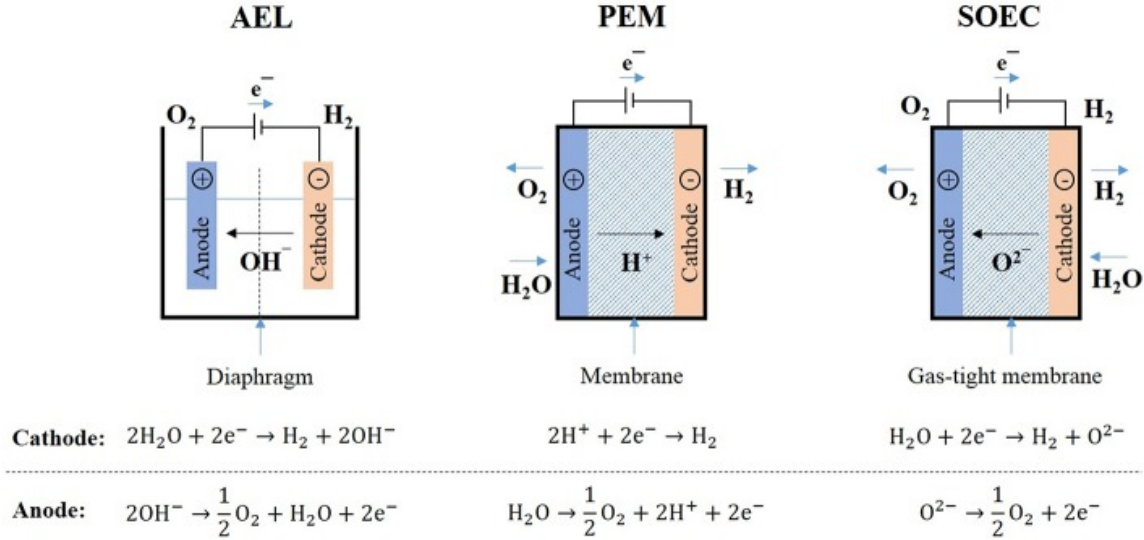 AEL
PEM
SOEC
e⁻
O₂
H₂
⊕
⊖
Anode
Cathode
OH⁻
Diaphragm
e⁻
O₂
H₂O
⊕
⊖
Anode
Cathode
H⁺
H₂
Membrane
e⁻
O₂
H₂
O₂
⊕
⊖
Anode
Cathode
O²⁻
H₂
H₂O
Gas-tight membrane
Cathode: 2H₂O + 2e⁻ → H₂ + 2OH⁻ 2H⁺ + 2e⁻ → H₂ H₂O + 2e⁻ → H₂ + O²⁻
Anode: 2OH⁻ → 1/2 O₂ + H₂O + 2e⁻ H₂O → 1/2 O₂ + 2H⁺ + 2e⁻ O²⁻ → 1/2 O₂ + 2e⁻